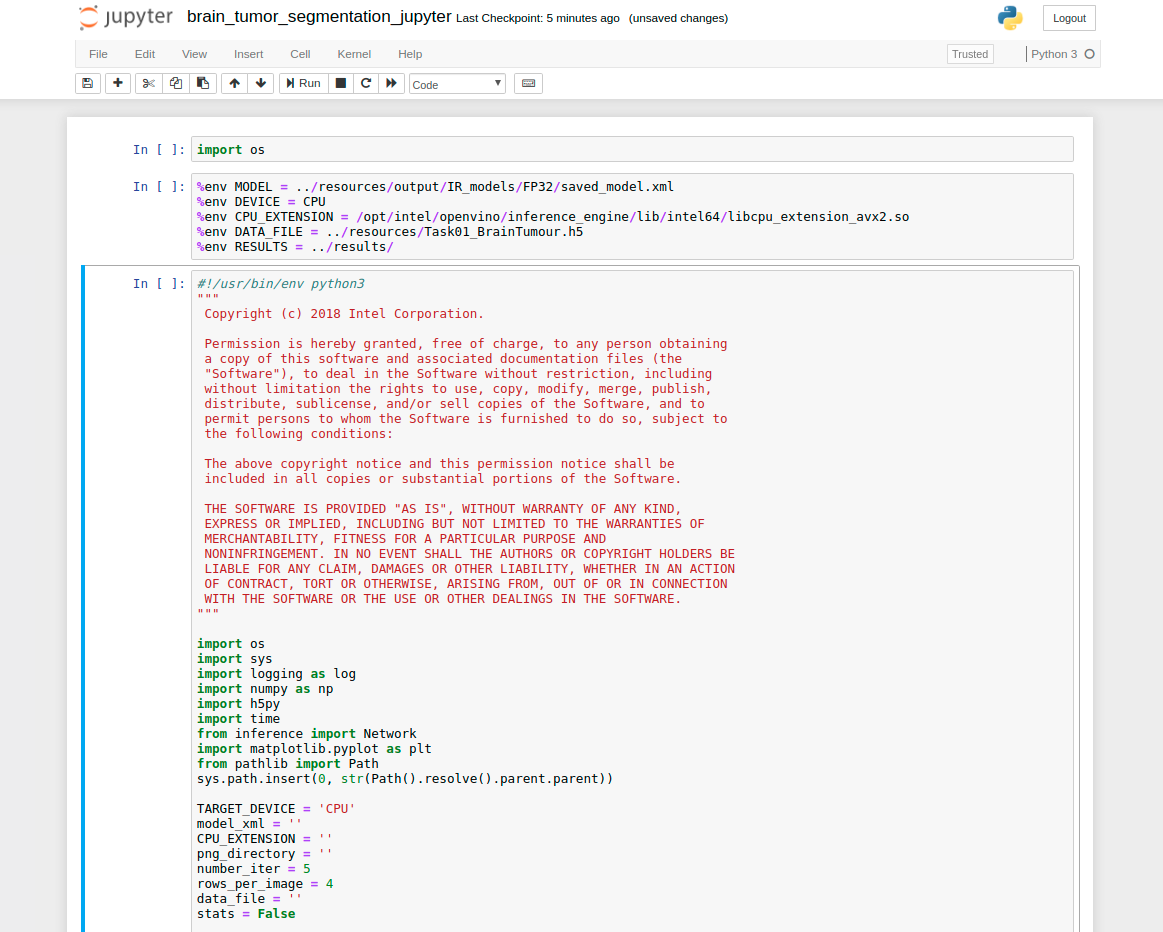 jupyter brain_tumor_segmentation_jupyter Last Checkpoint: 5 minutes ago (unsaved changes) Logout
File Edit View Insert Cell Kernel Help Trusted Python 3
Run Code
In [ ]: import os
In [ ]: %env MODEL = ../resources/output/IR_models/FP32/saved_model.xml
%env DEVICE = CPU
%env CPU_EXTENSION = /opt/intel/openvino/inference_engine/lib/intel64/libcpu_extension_avx2.so
%env DATA_FILE = ../resources/Task01_BrainTumour.h5
%env RESULTS = ../results/
In [ ]: #!/usr/bin/env python3
"""
Copyright (c) 2018 Intel Corporation.
Permission is hereby granted, free of charge, to any person obtaining
a copy of this software and associated documentation files (the
"Software"), to deal in the Software without restriction, including
without limitation the rights to use, copy, modify, merge, publish,
distribute, sublicense, and/or sell copies of the Software, and to
permit persons to whom the Software is furnished to do so, subject to
the following conditions:
The above copyright notice and this permission notice shall be
included in all copies or substantial portions of the Software.
THE SOFTWARE IS PROVIDED "AS IS", WITHOUT WARRANTY OF ANY KIND,
EXPRESS OR IMPLIED, INCLUDING BUT NOT LIMITED TO THE WARRANTIES OF
MERCHANTABILITY, FITNESS FOR A PARTICULAR PURPOSE AND
NONINFRINGEMENT. IN NO EVENT SHALL THE AUTHORS OR COPYRIGHT HOLDERS BE
LIABLE FOR ANY CLAIM, DAMAGES OR OTHER LIABILITY, WHETHER IN AN ACTION
OF CONTRACT, TORT OR OTHERWISE, ARISING FROM, OUT OF OR IN CONNECTION
WITH THE SOFTWARE OR THE USE OR OTHER DEALINGS IN THE SOFTWARE.
"""
import os
import sys
import logging as log
import numpy as np
import h5py
import time
from inference import Network
import matplotlib.pyplot as plt
from pathlib import Path
sys.path.insert(0, str(Path().resolve().parent.parent))
TARGET_DEVICE = 'CPU'
model_xml = ''
CPU_EXTENSION = ''
png_directory = ''
number_iter = 5
rows_per_image = 4
data_file = ''
stats = False